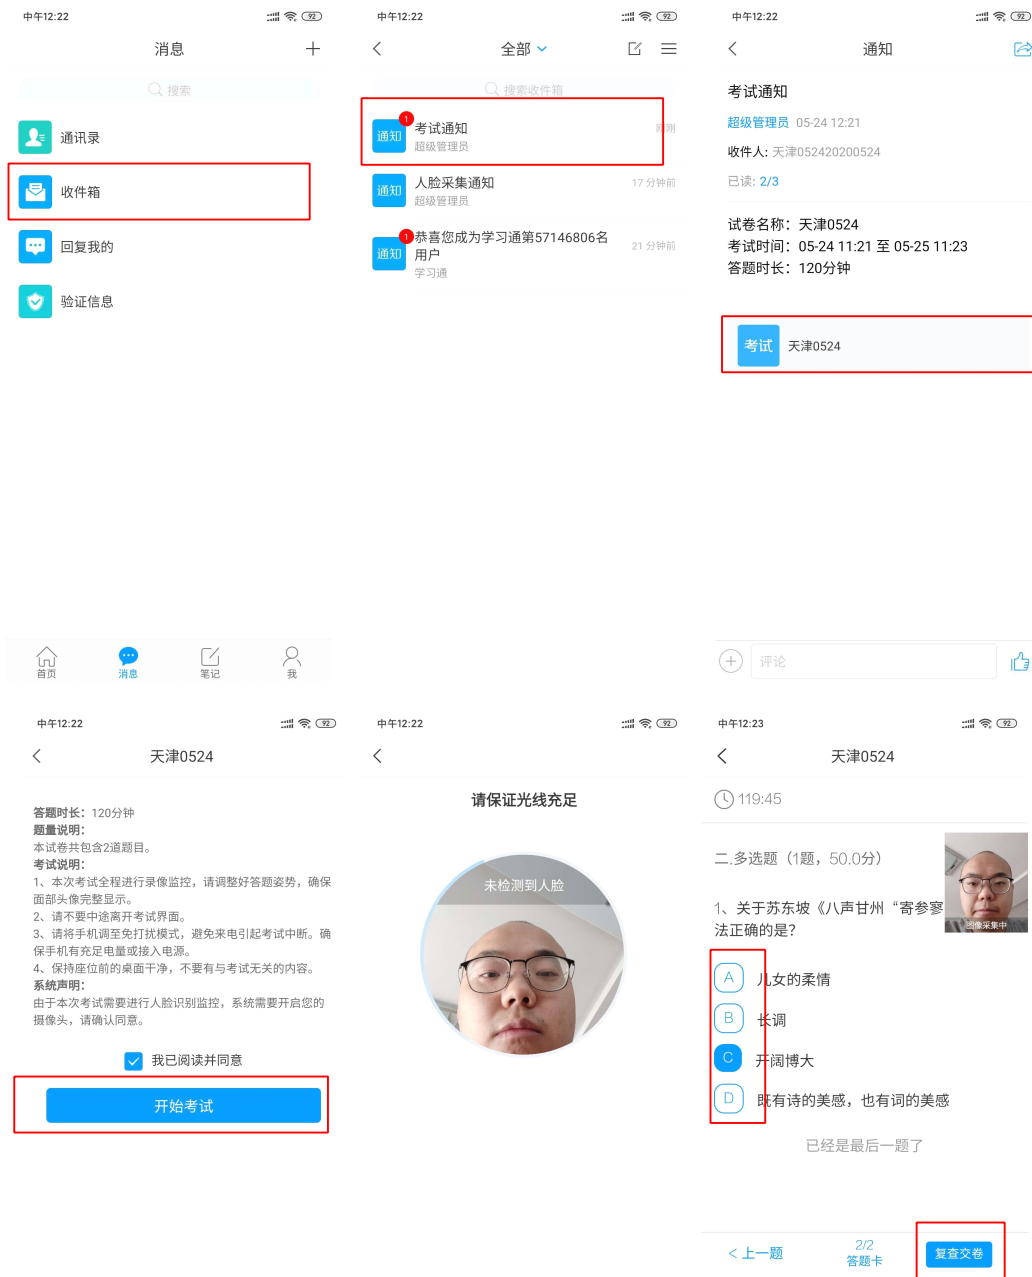 中午12:22
92
消息
搜索
通讯录
收件箱
回复我的
验证信息
首页
消息
笔记
我
中午12:22
92
全部
搜索收件箱
通知
1
考试通知
刚刚
超级管理员
通知
人脸采集通知
17 分钟前
超级管理员
通知
1
恭喜您成为学习通第57146806名
用户
21 分钟前
学习通
中午12:22
92
通知
考试通知
超级管理员 05-24 12:21
收件人: 天津052420200524
已读: 2/3
试卷名称：天津0524
考试时间：05-24 11:21 至 05-25 11:23
答题时长：120分钟
考试 天津0524
评论
中午12:22
92
天津0524
答题时长：120分钟
题量说明：
本试卷共包含2道题目。
考试说明：
1、本次考试全程进行录像监控，请调整好答题姿势，确保
面部头像完整显示。
2、请不要中途离开考试界面。
3、请将手机调至免打扰模式，避免来电引起考试中断。确
保手机有充足电量或接入电源。
4、保持座位前的桌面干净，不要有与考试无关的内容。
系统声明：
由于本次考试需要进行人脸识别监控，系统需要开启您的
摄像头，请确认同意。
我已阅读并同意
开始考试
中午12:22
92
请保证光线充足
未检测到人脸
中午12:23
92
天津0524
119:45
二.多选题（1题，50.0分）
1、关于苏东坡《八声甘州“寄参寥
法正确的是？
图像采集中
A 儿女的柔情
B 长调
C 开阔博大
D 既有诗的美感，也有词的美感
已经是最后一题了
< 上一题
2/2
答题卡
复查交卷